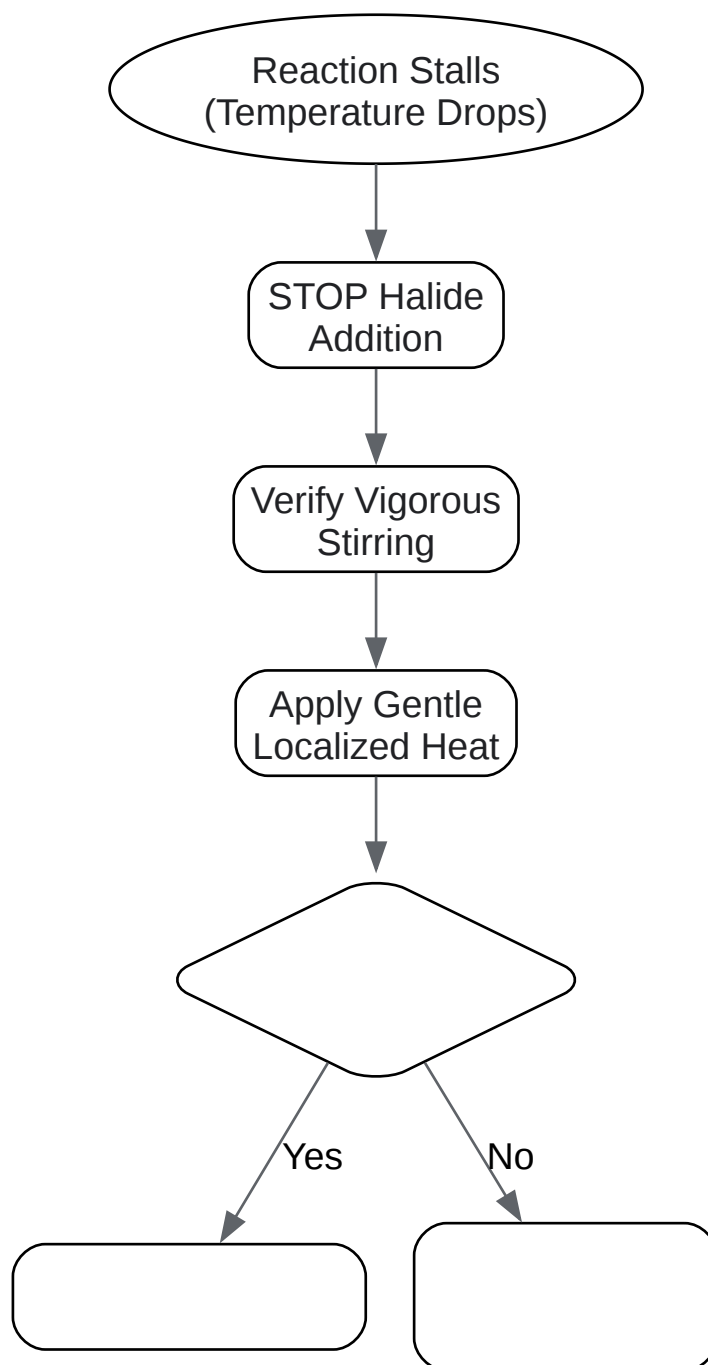 Reaction Stalls
(Temperature Drops)
STOP Halide
Addition
Verify Vigorous
Stirring
Apply Gentle
Localized Heat
Yes
No